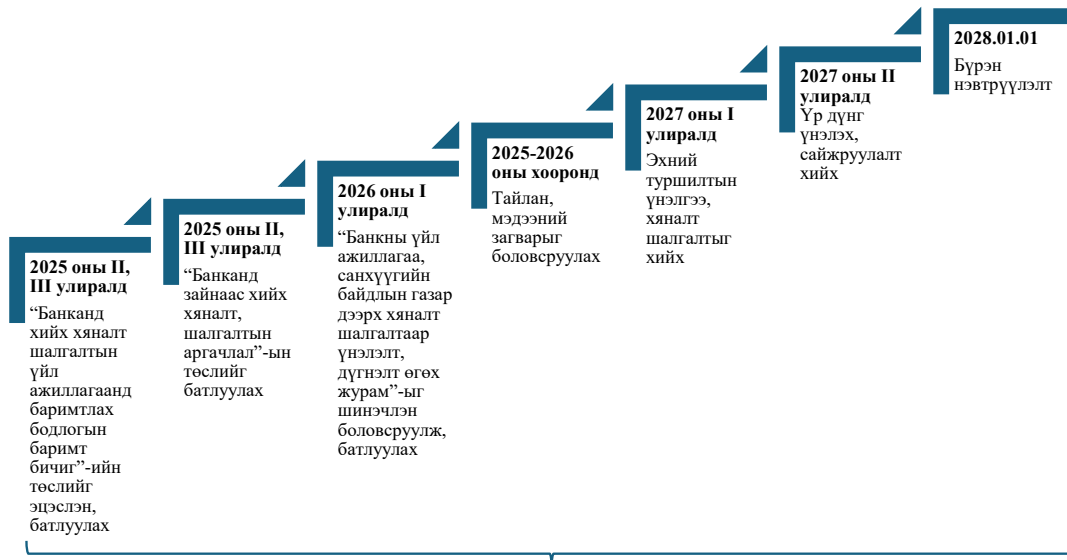 2025 оны II,
III улиралд
“Банканд
хийх хяналт
шалгалтын
үйл
ажиллагаанд
баримтлах
бодлогын
баримт
бичиг”-ийн
төслийг
эцэслэн,
батлуулах
2025 оны II,
III улиралд
“Банканд
зайнаас хийх
хяналт,
шалгалтын
аргачлал”-ын
төслийг
батлуулах
2026 оны I
улиралд
“Банкны үйл
ажиллагаа,
санхүүгийн
байдлын газар
дээрх хяналт
шалгалтаар
үнэлэлт,
дүгнэлт өгөх
журам”-ыг
шинэчлэн
боловсруулж,
батлуулах
2025-2026
оны хооронд
Тайлан,
мэдээний
загварыг
боловсруулах
2027 оны I
улиралд
Эхний
туршилтын
үнэлгээ,
хяналт
шалгалтыг
хийх
2027 оны II
улиралд
Үр дүнг
үнэлэх,
сайжруулалт
хийх
2028.01.01
Бүрэн
нэвтрүүлэлт